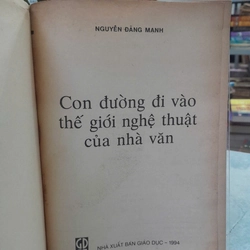 NGUYỄN ĐĂNG MẠNH
Con đường đi vào
thế giới nghệ thuật
của nhà văn
GD
NHÀ XUẤT BẢN GIÁO DỤC - 1994